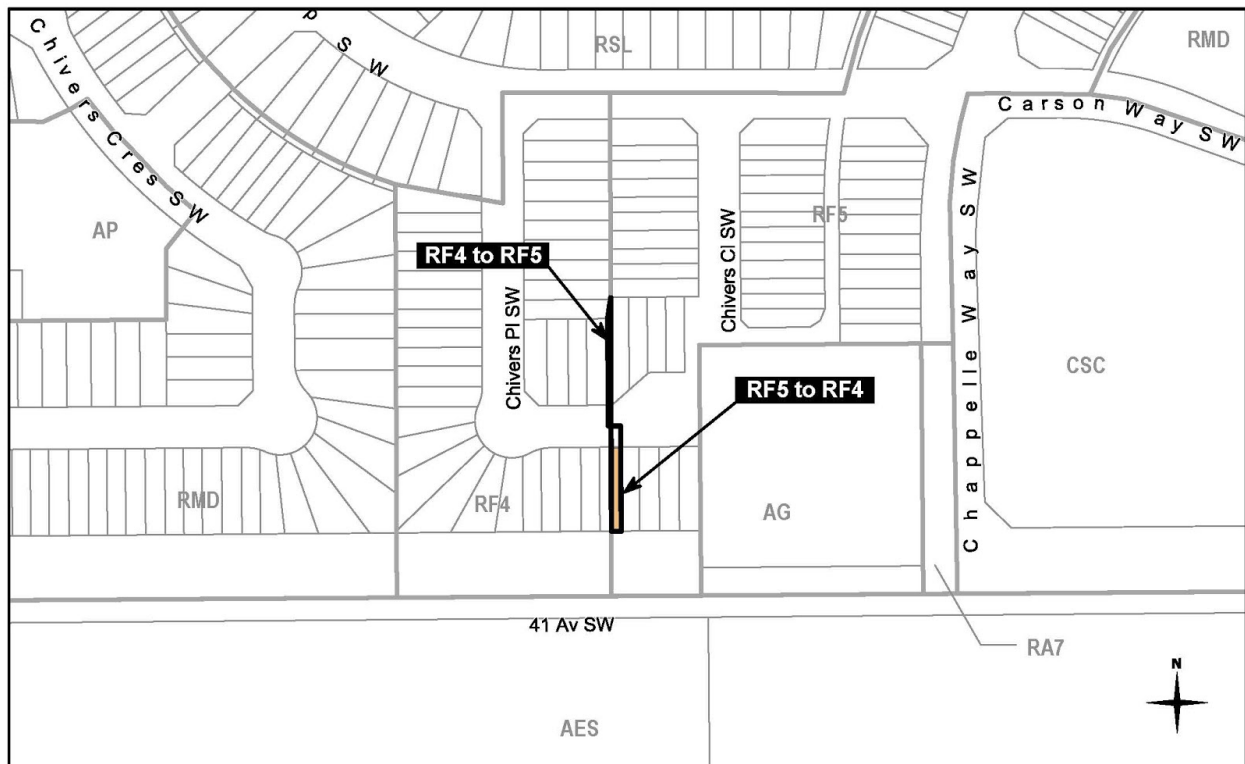 p SW
RSL
RMD
Chivers Cres SW
Carson Way SW
AP
RF5
RF4 to RF5
Chivers Pl SW
Chivers Cl SW
Chappelle Way SW
CSC
RF5 to RF4
RMD
RF4
AG
41 Av SW
RA7
N
AES